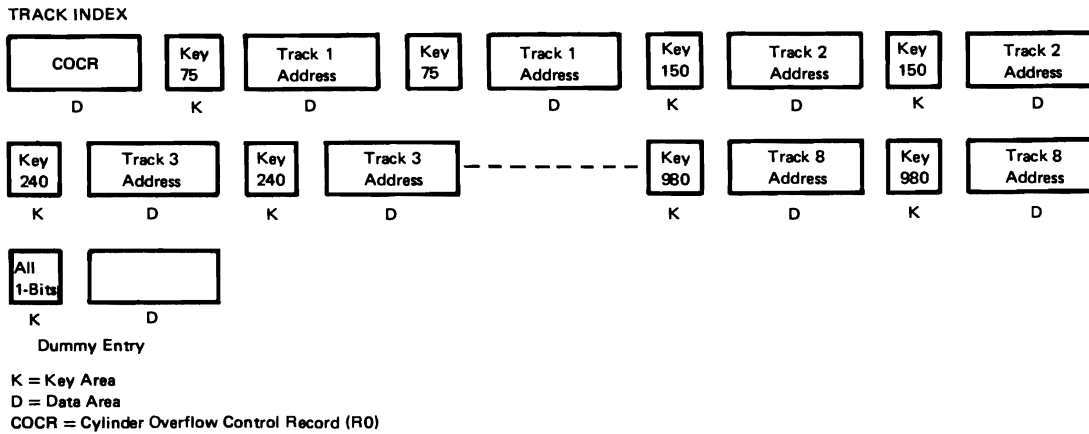 TRACK INDEX
COCR
Key
75
Track 1
Address
Key
75
Track 1
Address
Key
150
Track 2
Address
Key
150
Track 2
Address
D K D D K D K D
Key
240
Track 3
Address
Key
240
Track 3
Address
Key
980
Track 8
Address
Key
980
Track 8
Address
K D K D K D K D
All
1-Bits
K D
Dummy Entry
K = Key Area
D = Data Area
COCR = Cylinder Overflow Control Record (R0)